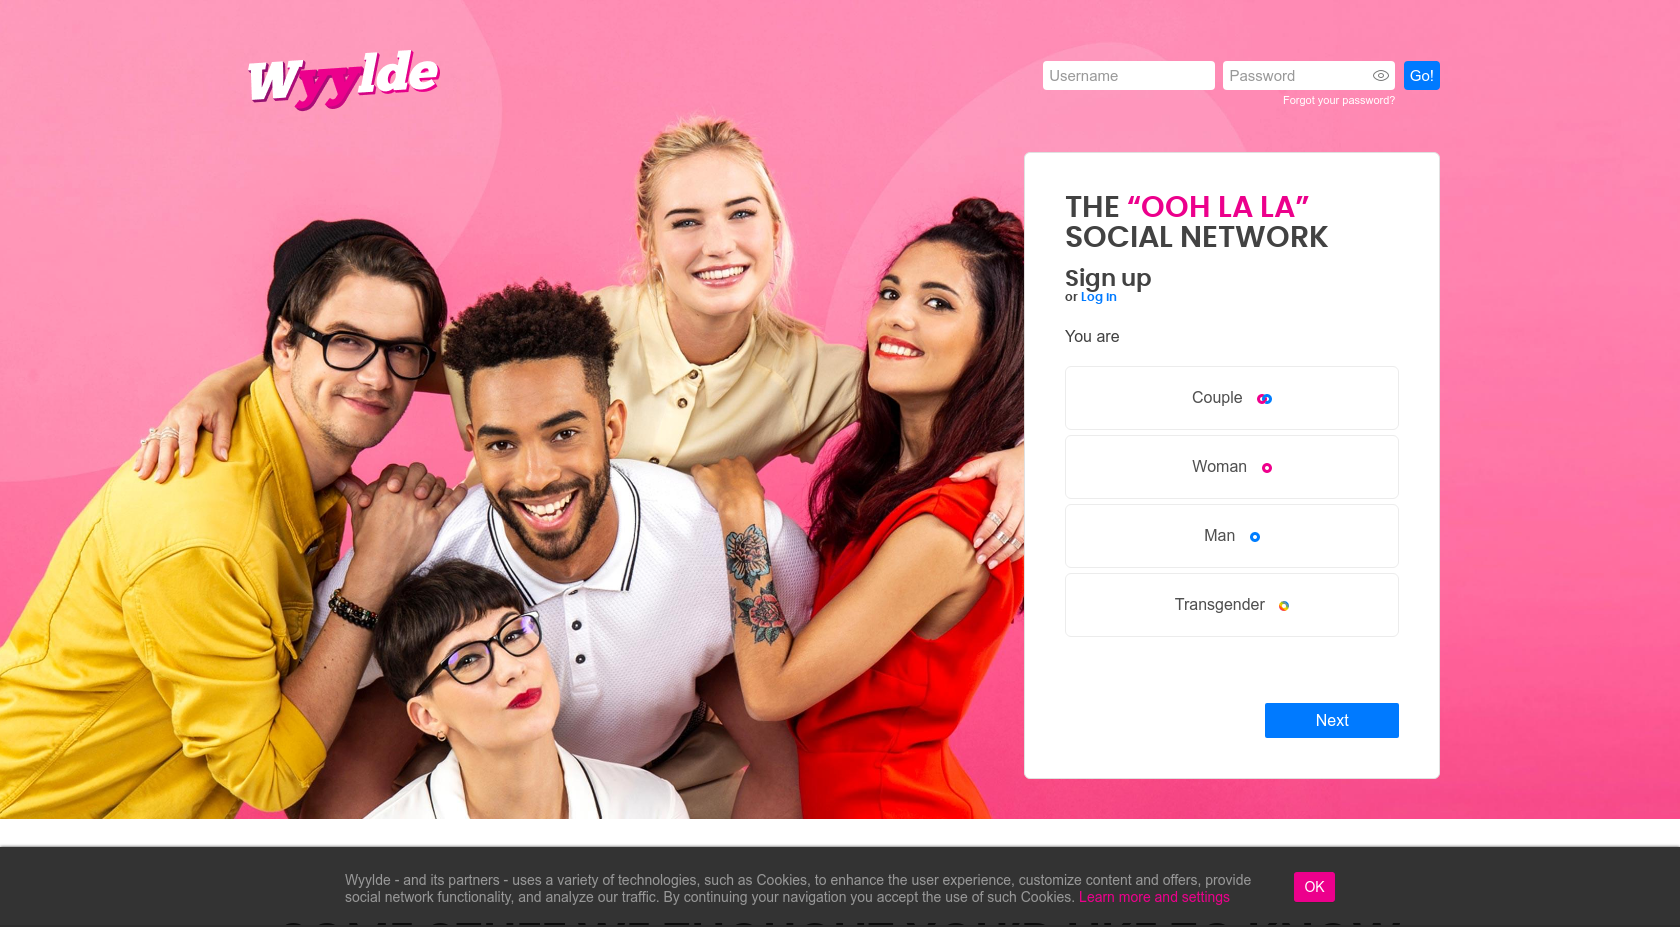 Wyylde
Username
Password
Go!
Forgot your password?
THE “OOH LA LA”
SOCIAL NETWORK
Sign up
or Log in
You are
Couple
Woman
Man
Transgender
Next
Wyylde - and its partners - uses a variety of technologies, such as Cookies, to enhance the user experience, customize content and offers, provide
social network functionality, and analyze our traffic. By continuing your navigation you accept the use of such Cookies. Learn more and settings
OK